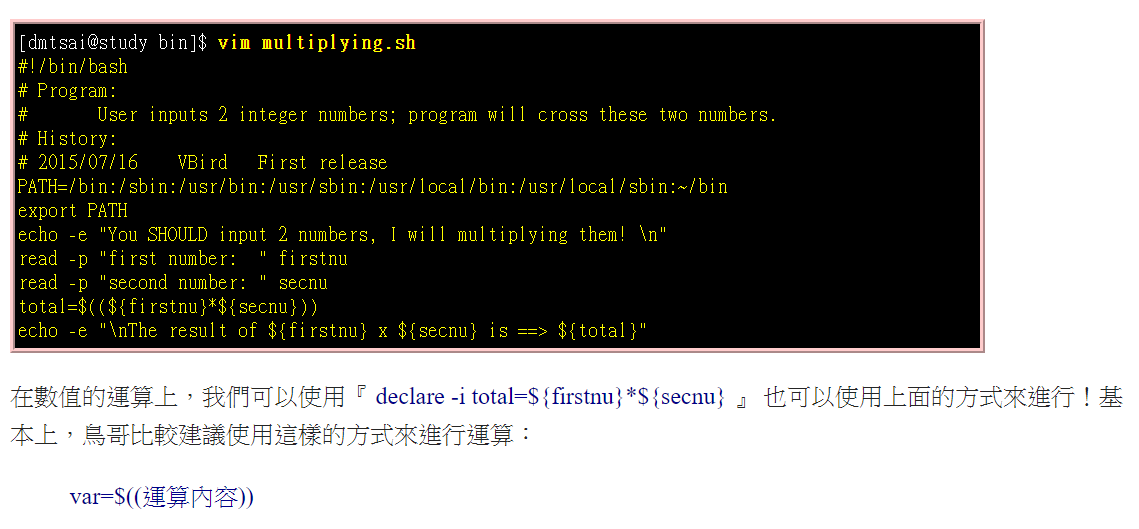 [dmtsai@study bin]$ vim multiplying.sh
#!/bin/bash
# Program:
#       User inputs 2 integer numbers; program will cross these two numbers.
# History:
# 2015/07/16    VBird   First release
PATH=/bin:/sbin:/usr/bin:/usr/sbin:/usr/local/bin:/usr/local/sbin:~/bin
export PATH
echo -e "You SHOULD input 2 numbers, I will multiplying them! \n"
read -p "first number:  " firstnu
read -p "second number: " secnu
total=$((${firstnu}*${secnu}))
echo -e "\nThe result of ${firstnu} x ${secnu} is ==> ${total}"
在數值的運算上，我們可以使用『 declare -i total=${firstnu}*${secnu} 』 也可以使用上面的方式來進行！基
本上，鳥哥比較建議使用這樣的方式來進行運算：
var=$((運算內容))